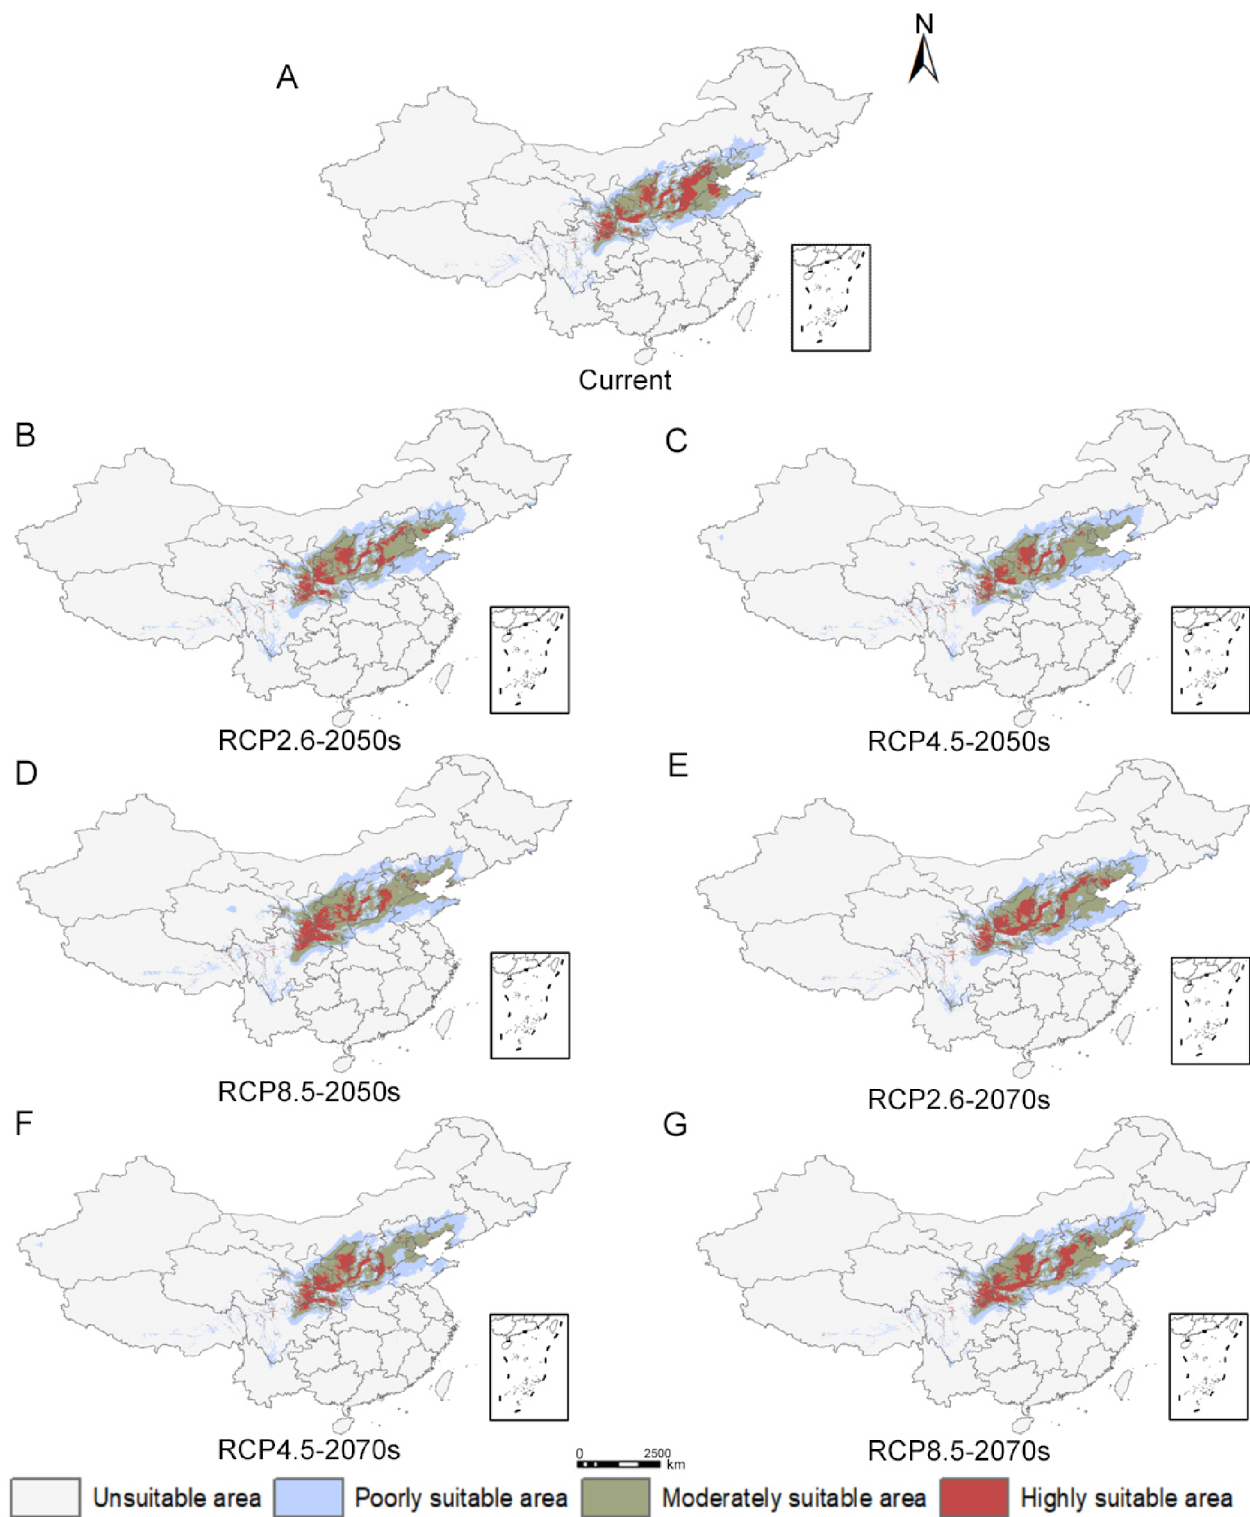 N
A
Current
B
C
RCP2.6-2050s
RCP4.5-2050s
D
E
RCP8.5-2050s
RCP2.6-2070s
F
G
RCP4.5-2070s
RCP8.5-2070s
0 2500
km
Unsuitable area
Poorly suitable area
Moderately suitable area
Highly suitable area